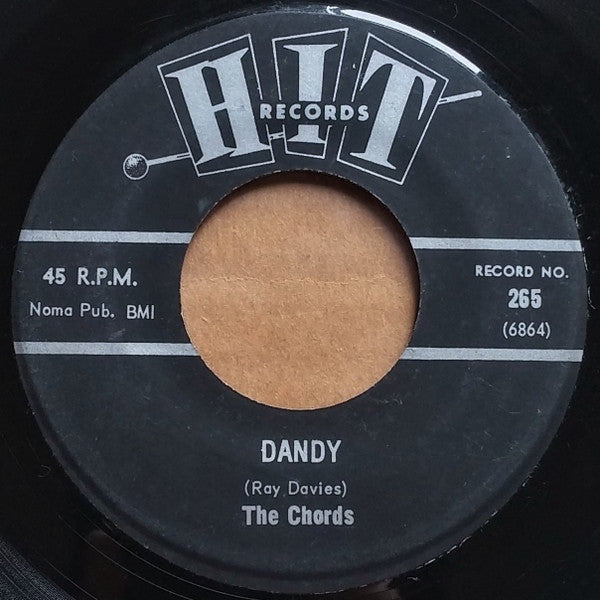 HIT
RECORDS
45 R.P.M.
Noma Pub. BMI
RECORD NO.
265
(6864)
DANDY
(Ray Davies)
The Chords